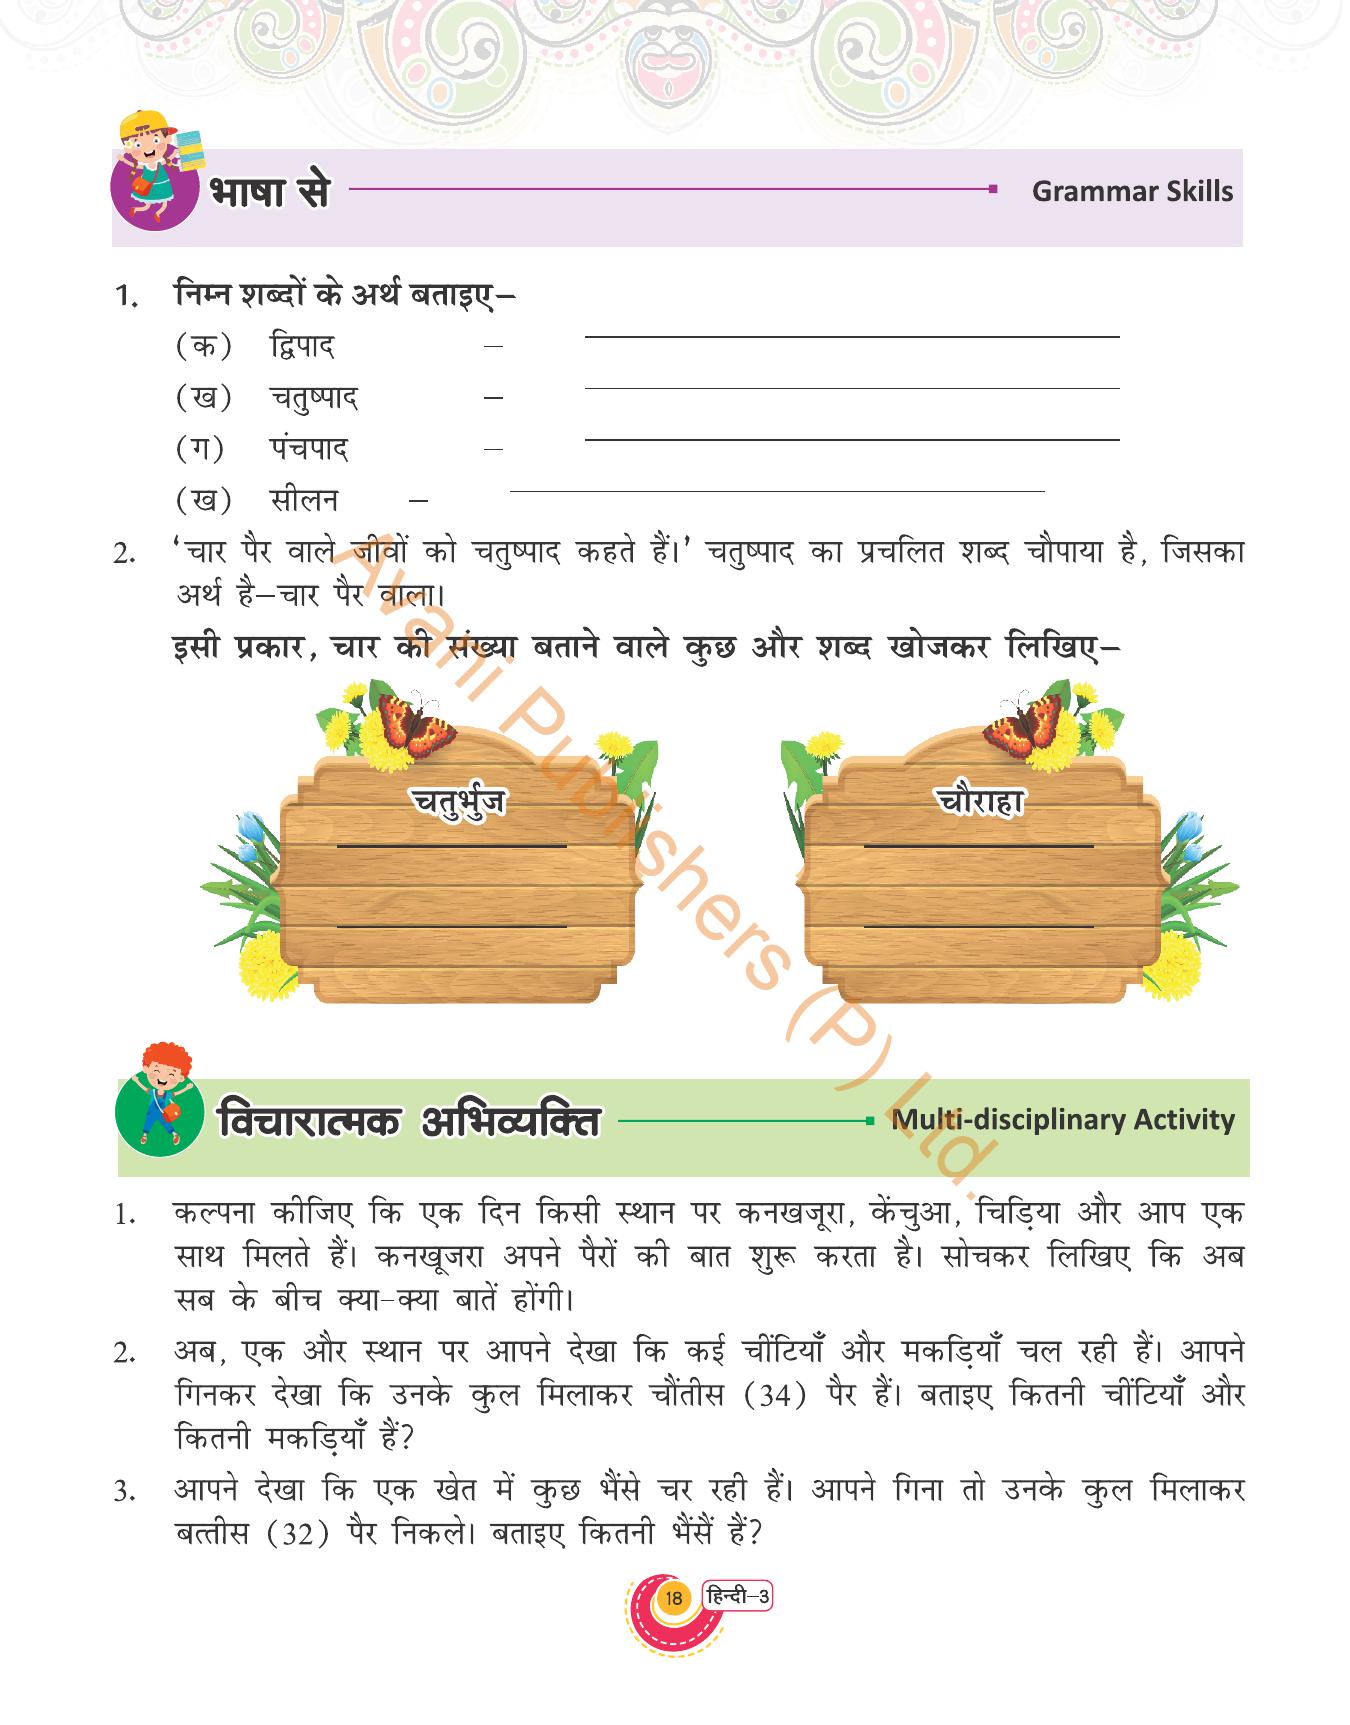 भाषा से Grammar Skills
1. निम्न शब्दों के अर्थ बताइए–
(क) द्विपाद –
(ख) चतुष्पाद –
(ग) पंचपाद –
(ख) सीलन –
2. ‘चार पैर वाले जीवों को चतुष्पाद कहते हैं।’ चतुष्पाद का प्रचलित शब्द चौपाया है, जिसका
अर्थ है–चार पैर वाला।
इसी प्रकार, चार की संख्या बताने वाले कुछ और शब्द खोजकर लिखिए–
चतुर्भुज चौराहा
विचारात्मक अभिव्यक्ति Multi-disciplinary Activity
1. कल्पना कीजिए कि एक दिन किसी स्थान पर कनखजूरा, केंचुआ, चिड़िया और आप एक
साथ मिलते हैं। कनखूजरा अपने पैरों की बात शुरू करता है। सोचकर लिखिए कि अब
सब के बीच क्या-क्या बातें होंगी।
2. अब, एक और स्थान पर आपने देखा कि कई चींटियाँ और मकड़ियाँ चल रही हैं। आपने
गिनकर देखा कि उनके कुल मिलाकर चौंतीस (34) पैर हैं। बताइए कितनी चींटियाँ और
कितनी मकड़ियाँ हैं?
3. आपने देखा कि एक खेत में कुछ भैंसे चर रही हैं। आपने गिना तो उनके कुल मिलाकर
बत्तीस (32) पैर निकले। बताइए कितनी भैंसैं हैं?
18 हिन्दी–3
Avani Publishers (P) Ltd.